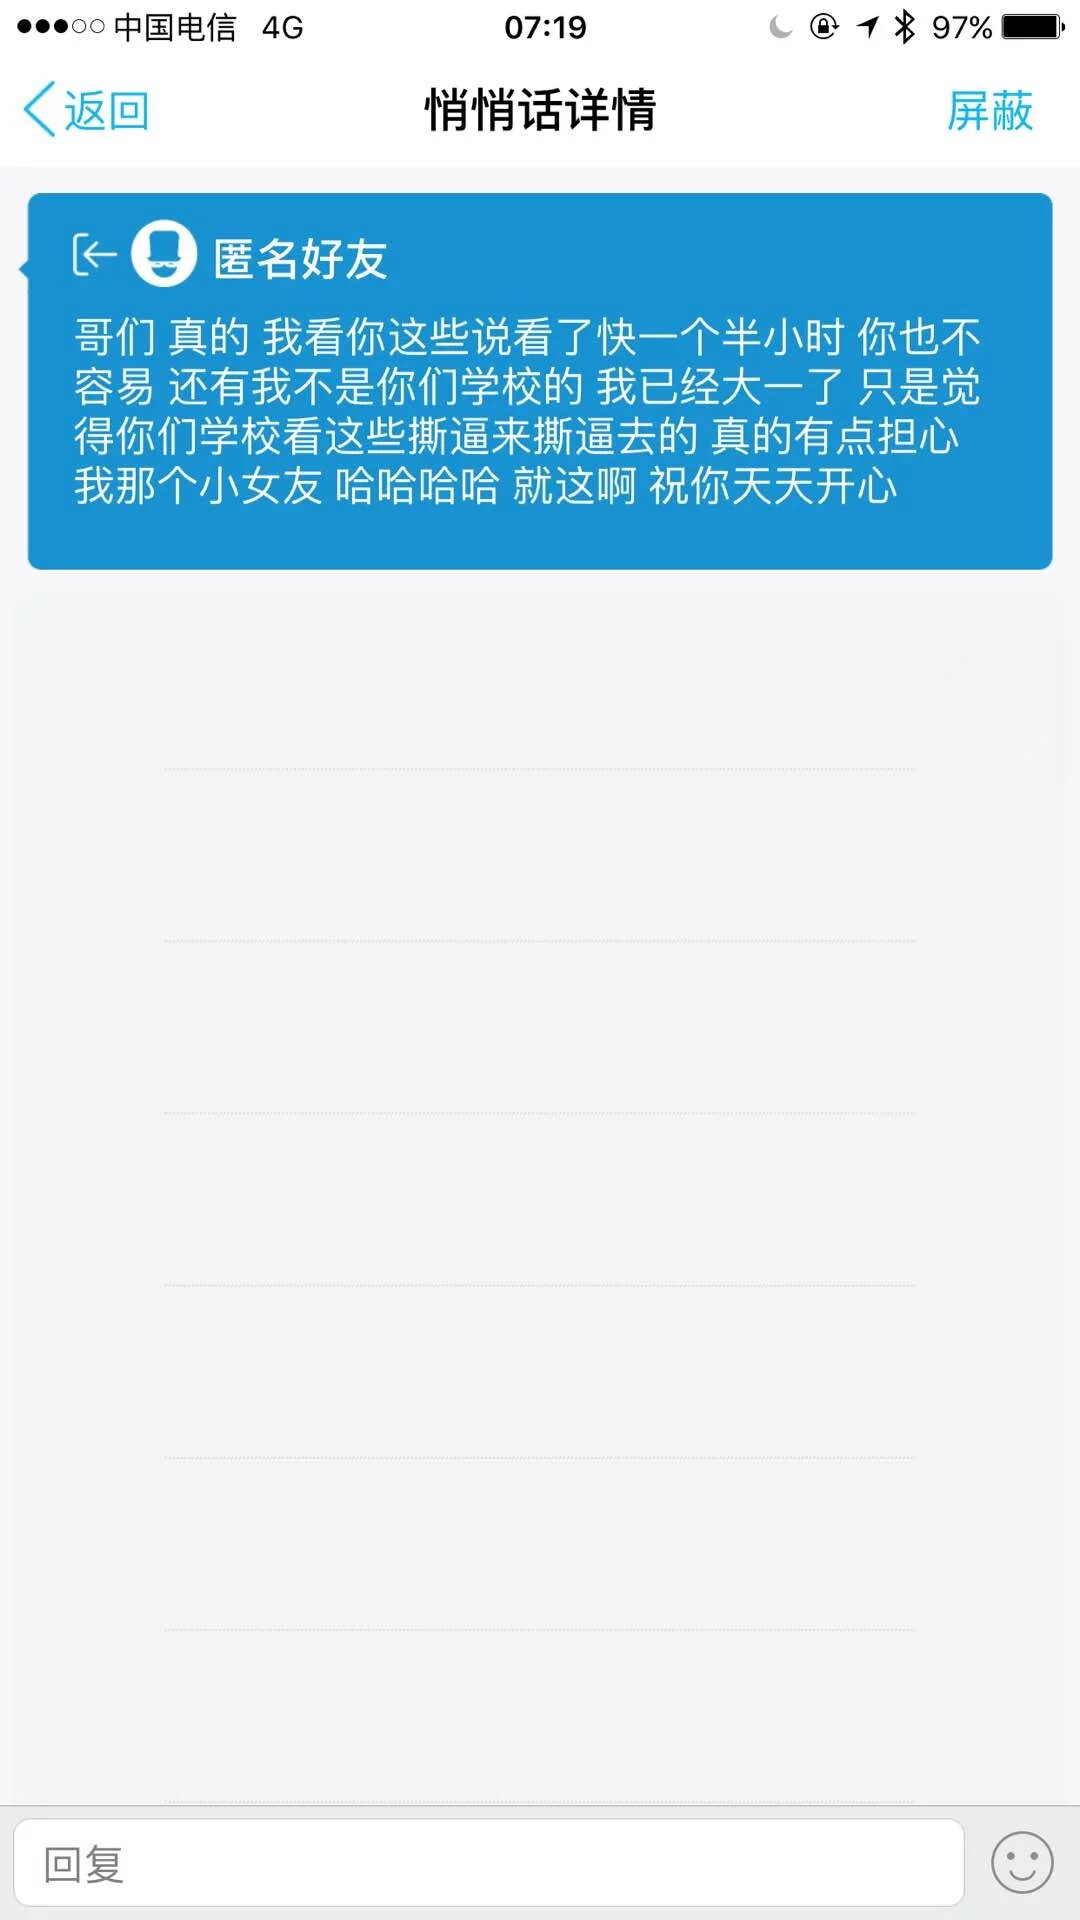 中国电信 4G 07:19 97%
返回 悄悄话详情 屏蔽
匿名好友
哥们 真的 我看你这些说看了快一个半小时 你也不
容易 还有我不是你们学校的 我已经大一了 只是觉
得你们学校看这些撕逼来撕逼去的 真的有点担心
我那个小女友 哈哈哈哈 就这啊 祝你天天开心
回复